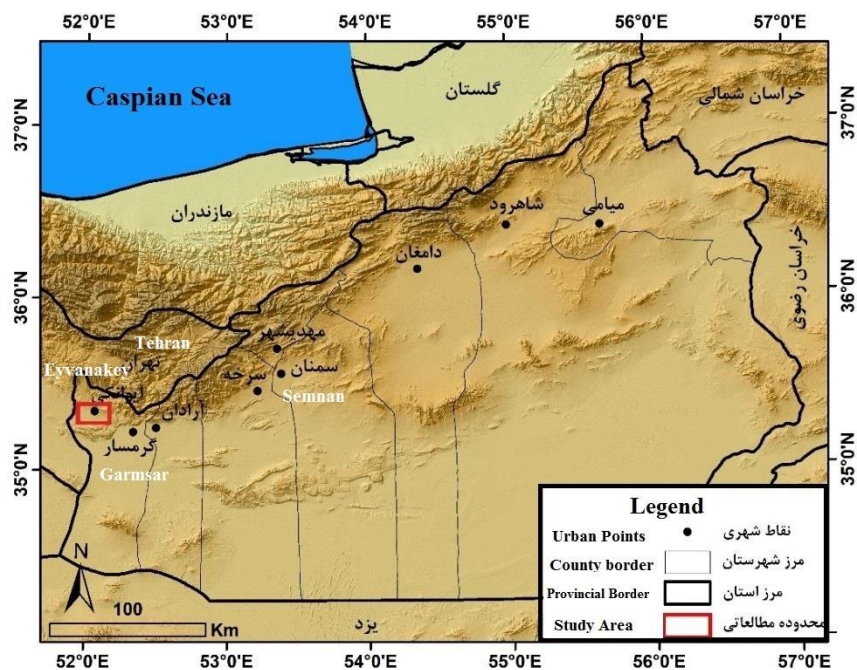 52°0'E 53°0'E 54°0'E 55°0'E 56°0'E 57°0'E
Caspian Sea
گلستان
خراسان شمالی
37°0'N
37°0'N
مازندران
شاهرود
میامی
دامغان
خراسان رضوی
36°0'N
36°0'N
مهدیشهر
Tehran
تهران
سمنان
Eyvanakey
ایوانکی
سرخه
Semnan
آرادان
گرمسار
Garmsar
35°0'N
35°0'N
Legend
Urban Points نقاط شهری
County border مرز شهرستان
Provincial Border مرز استان
Study Area محدوده مطالعاتی
N
100
Km
یزد
52°0'E 53°0'E 54°0'E 55°0'E 56°0'E 57°0'E